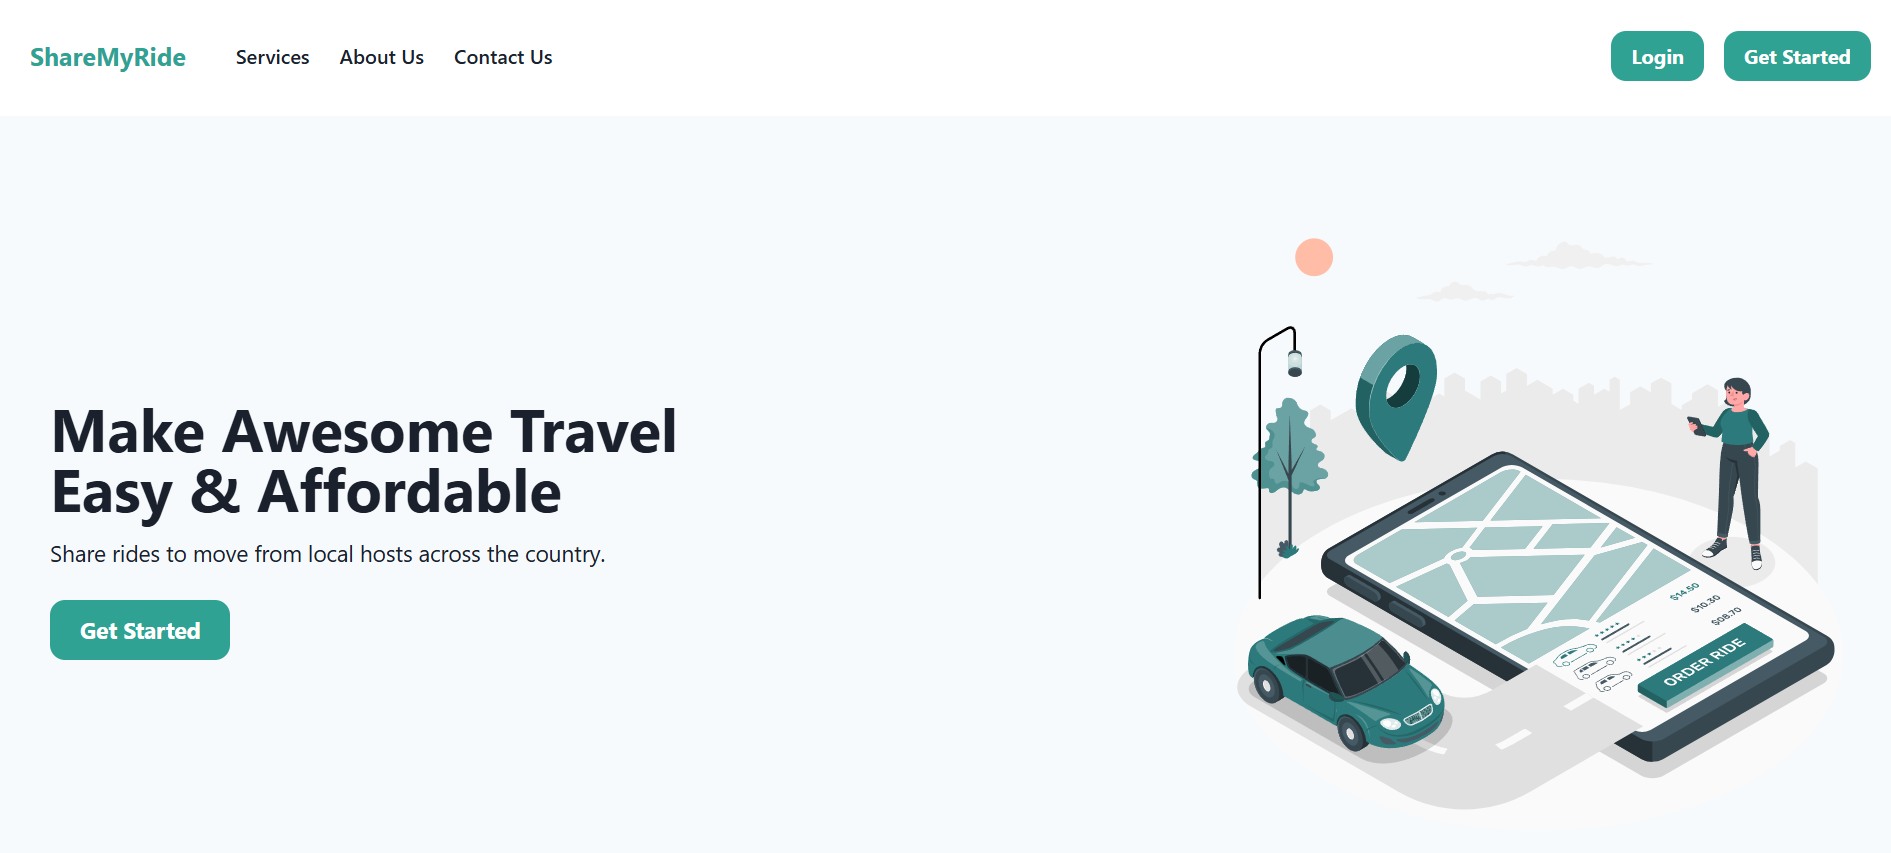 ShareMyRide
Services
About Us
Contact Us
Login
Get Started
Make Awesome Travel
Easy & Affordable
Share rides to move from local hosts across the country.
Get Started
$14.50
$10.30
$08.70
ORDER RIDE